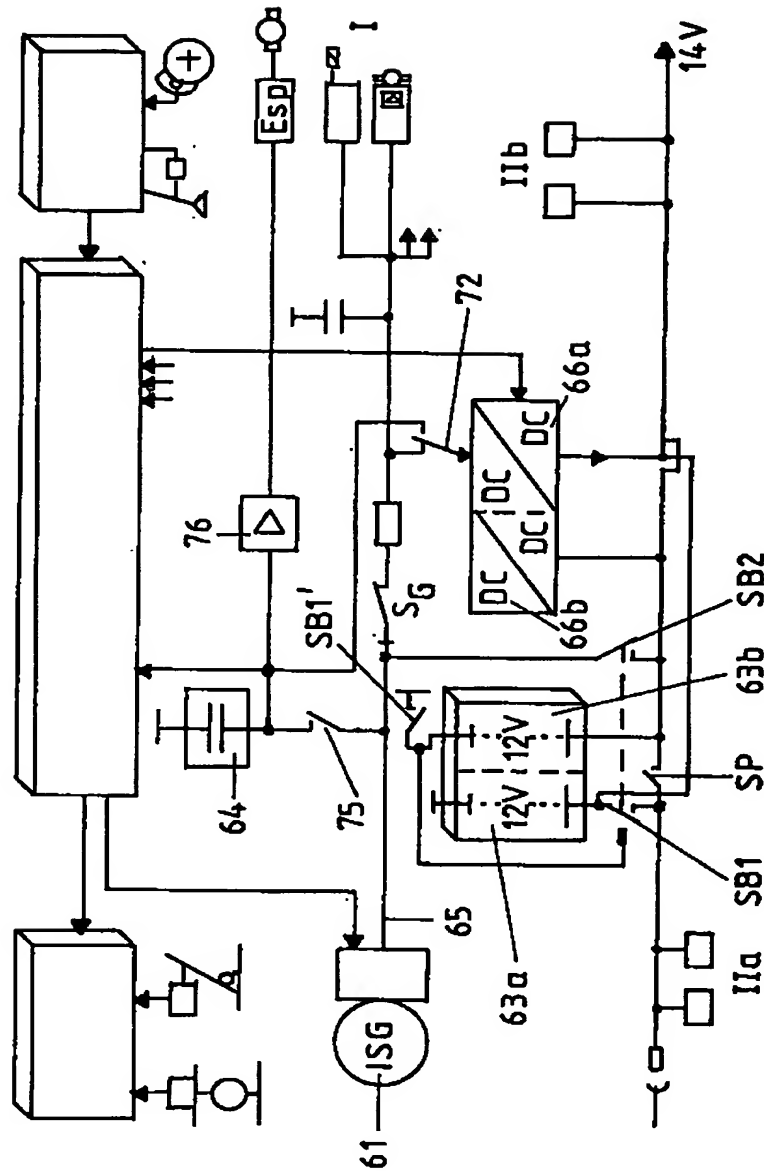 Esp
I
76
72
14V
IIb
64
75
SB1'
S_G
DC
DC
DC
DC
66a
66b
SB2
63b
12V
12V
SP
SB1
63a
65
ISG
61
IIa